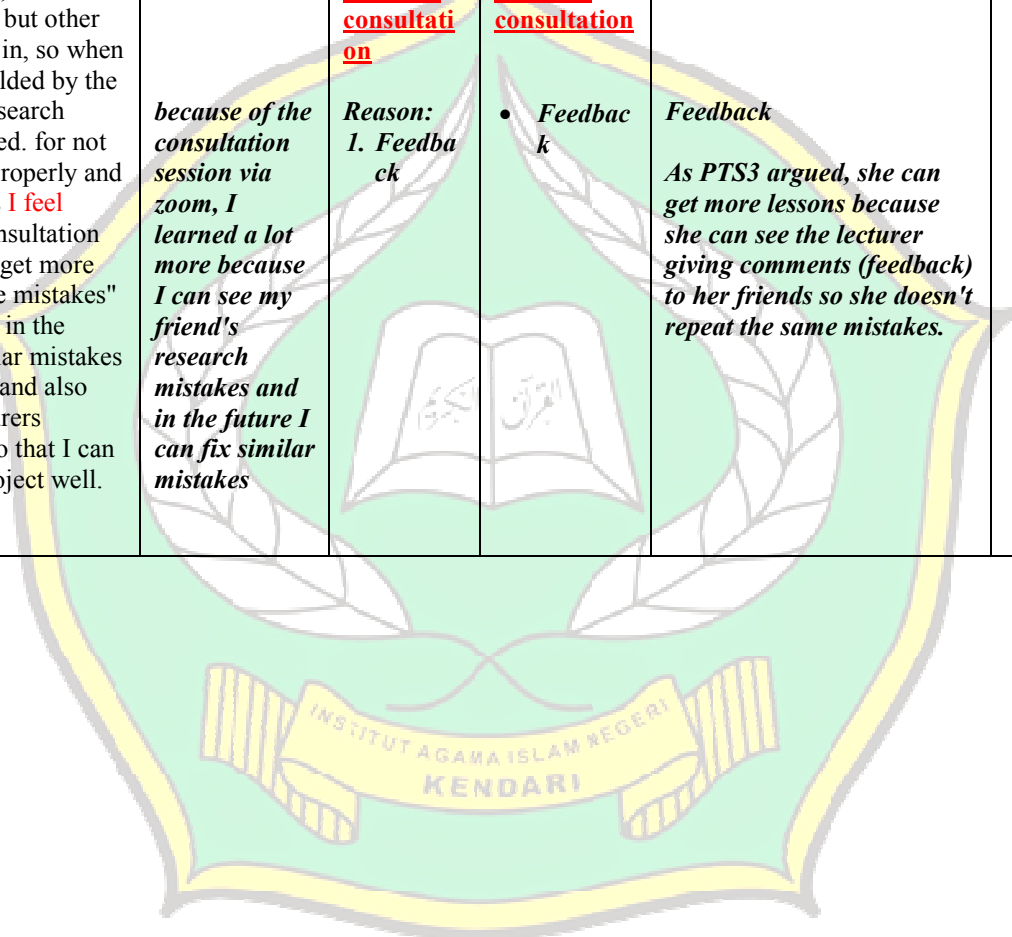 but other
in, so when
lded by the
search
ed. for not
roperly and
I feel
nsultation
get more
e mistakes"
in the
lar mistakes
and also
rers
o that I can
oject well.
because of the
consultation
session via
zoom, I
learned a lot
more because
I can see my
friend's
research
mistakes and
in the future I
can fix similar
mistakes
consultati
on
Reason:
1. Feedba
ck
consultation
• Feedbac
k
Feedback
As PTS3 argued, she can
get more lessons because
she can see the lecturer
giving comments (feedback)
to her friends so she doesn't
repeat the same mistakes.
القرآن الكريم
INSTITUT AGAMA ISLAM NEGERI
KENDARI